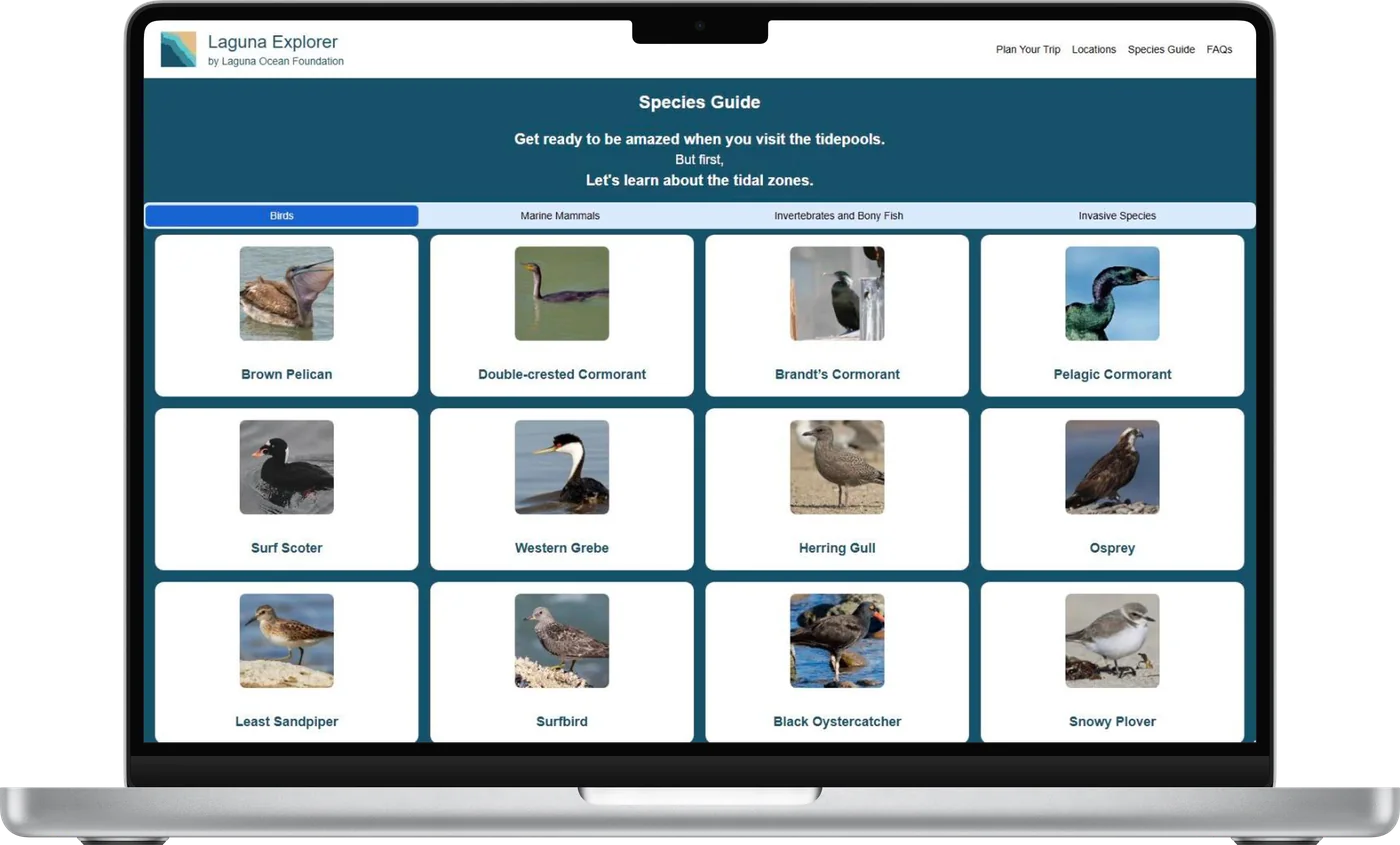 Laguna Explorer
by Laguna Ocean Foundation
Plan Your Trip Locations Species Guide FAQs
Species Guide
Get ready to be amazed when you visit the tidepools.
But first,
Let's learn about the tidal zones.
Birds Marine Mammals Invertebrates and Bony Fish Invasive Species
Brown Pelican Double-crested Cormorant Brandt’s Cormorant Pelagic Cormorant
Surf Scoter Western Grebe Herring Gull Osprey
Least Sandpiper Surfbird Black Oystercatcher Snowy Plover